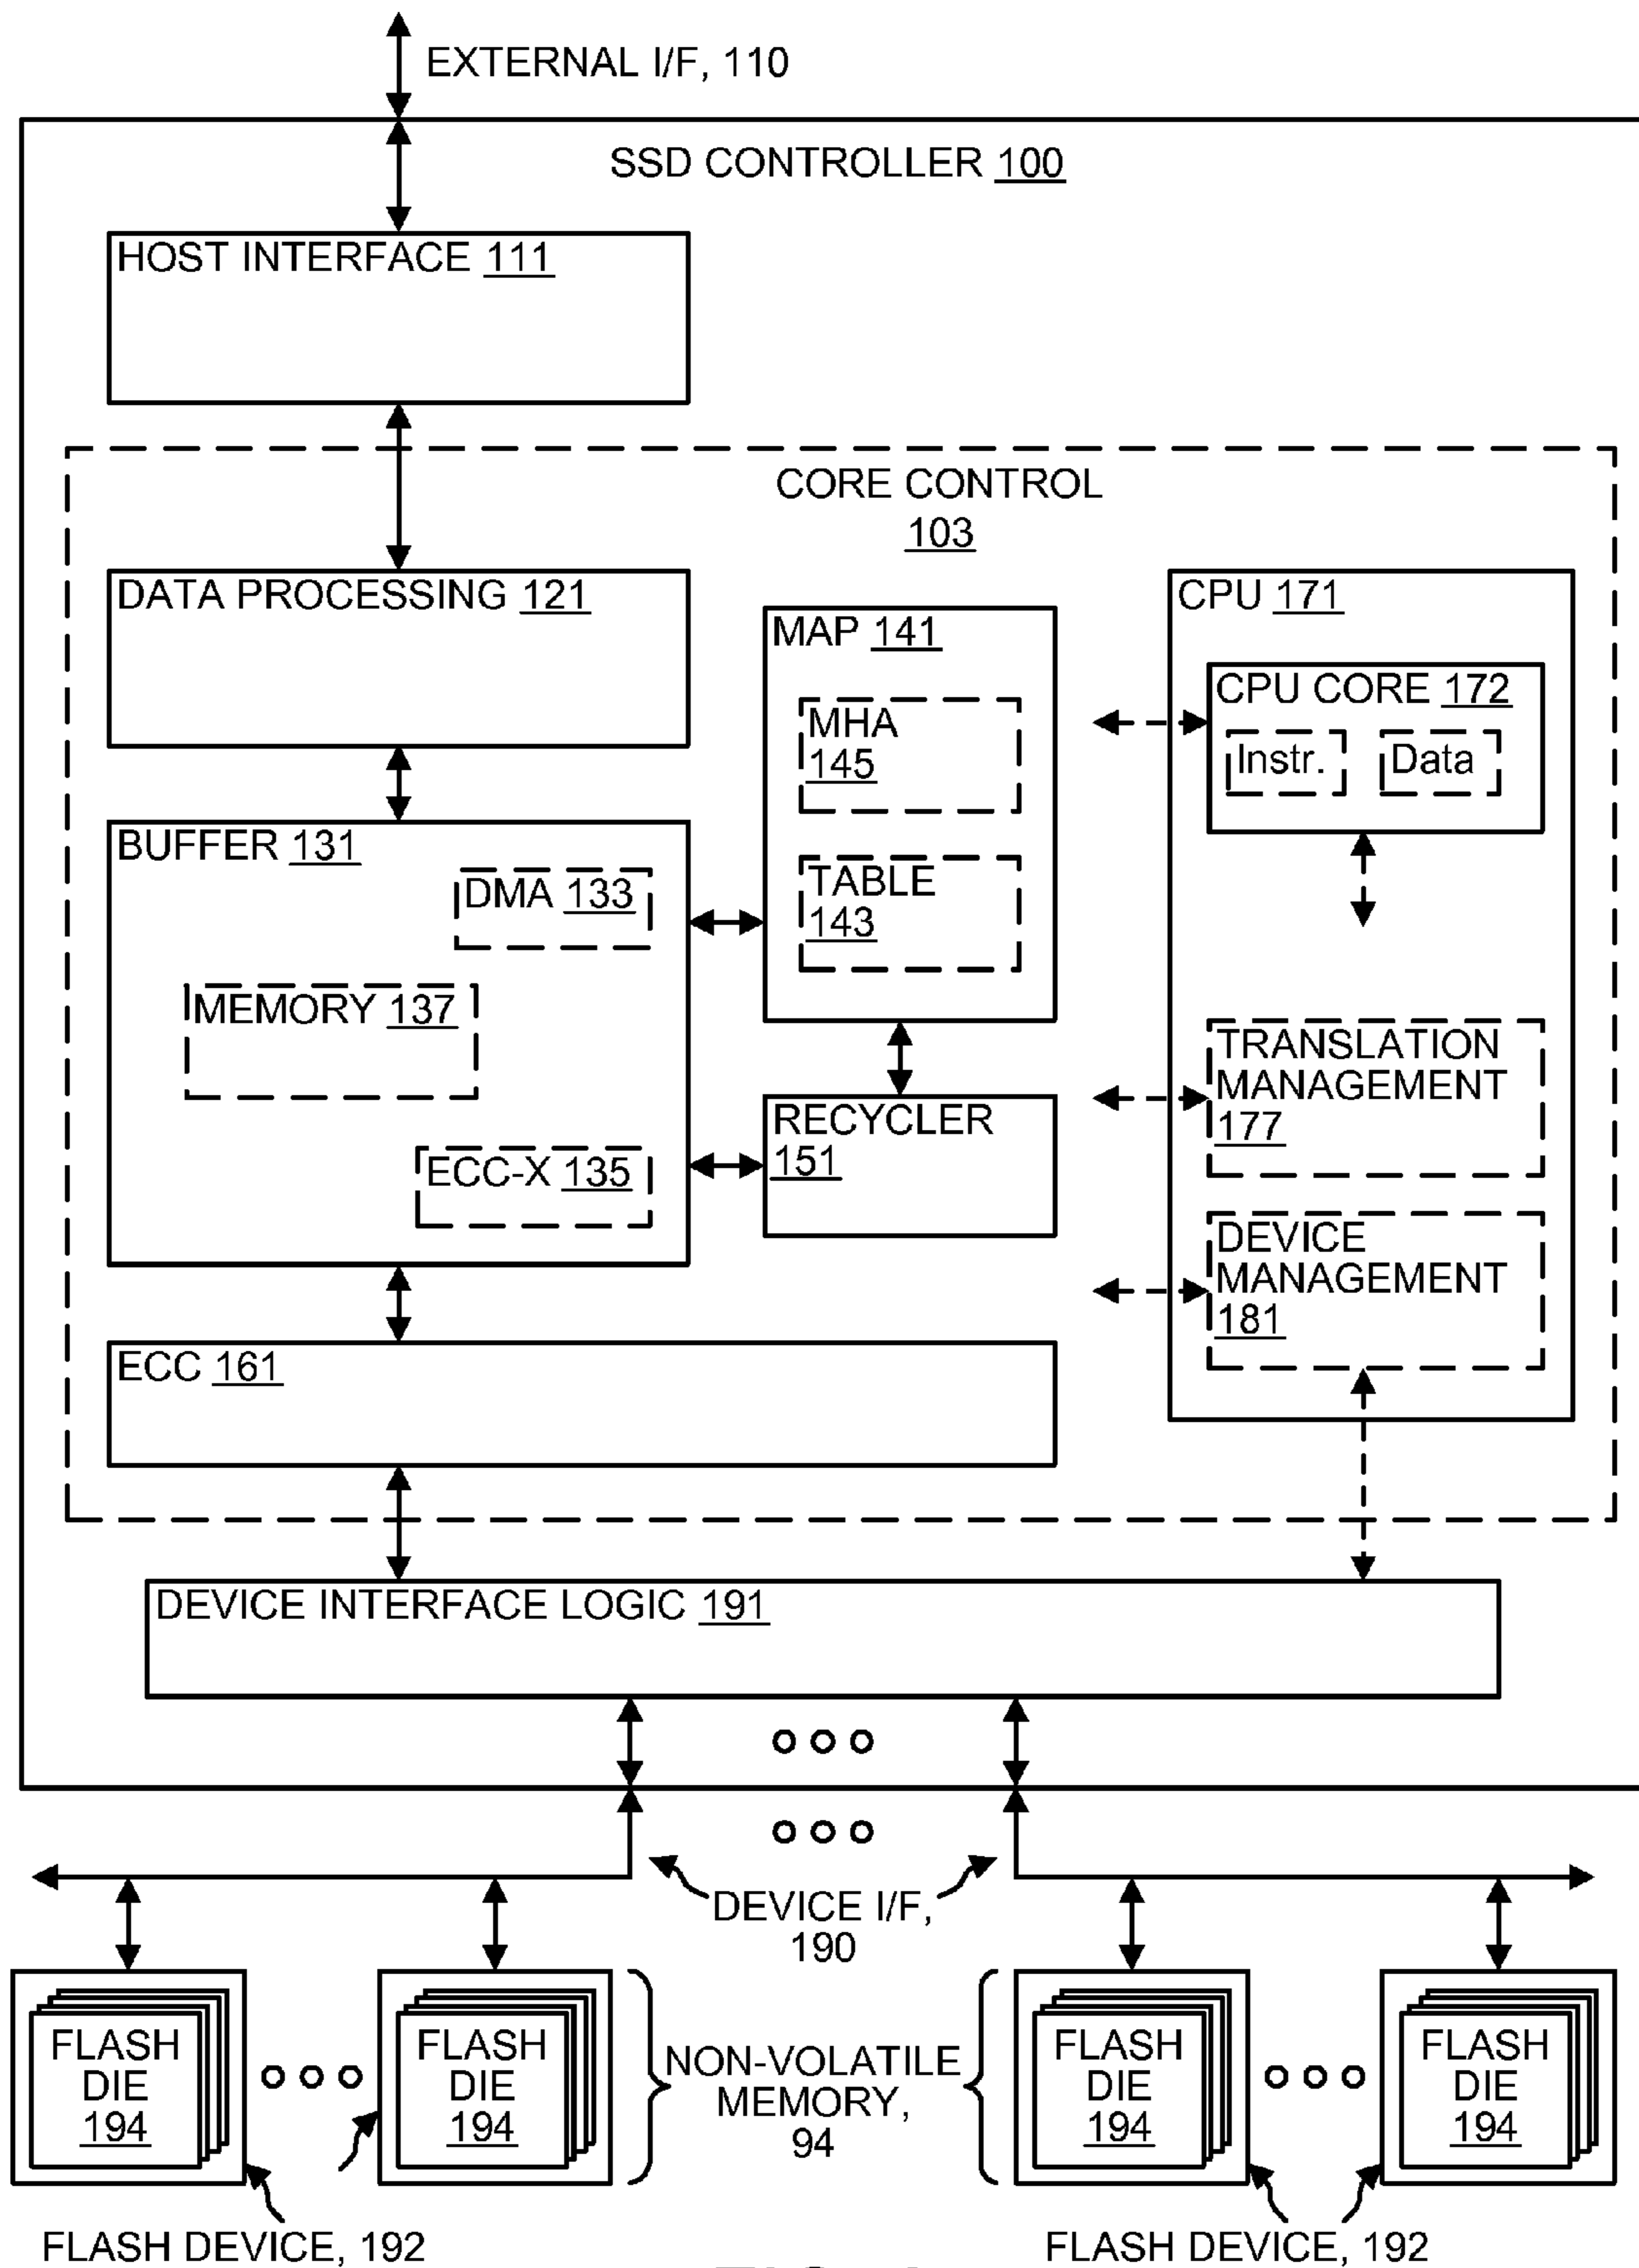 EXTERNAL I/F, 110
SSD CONTROLLER 100
HOST INTERFACE 111
CORE CONTROL
103
DATA PROCESSING 121
MAP 141
MHA
145
TABLE
143
CPU 171
CPU CORE 172
Instr. Data
BUFFER 131
DMA 133
MEMORY 137
ECC-X 135
RECYCLER
151
TRANSLATION
MANAGEMENT
177
DEVICE
MANAGEMENT
181
ECC 161
DEVICE INTERFACE LOGIC 191
DEVICE I/F,
190
FLASH
DIE
194
FLASH
DIE
194
NON-VOLATILE
MEMORY,
94
FLASH
DIE
194
FLASH
DIE
194
FLASH DEVICE, 192
FLASH DEVICE, 192